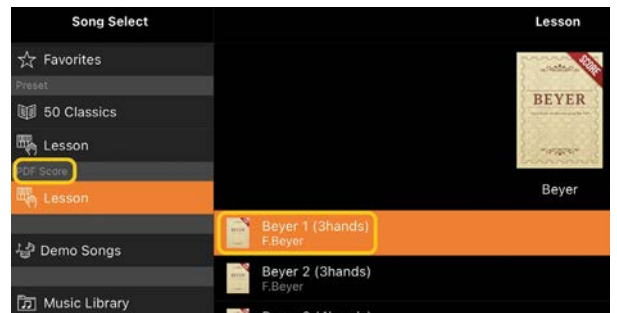 Song Select
Lesson
Favorites
Preset
50 Classics
Lesson
PDF Score
Lesson
Demo Songs
Music Library
SCORE
BEYER
Beyer
Beyer 1 (3hands)
F.Beyer
Beyer 2 (3hands)
F.Beyer